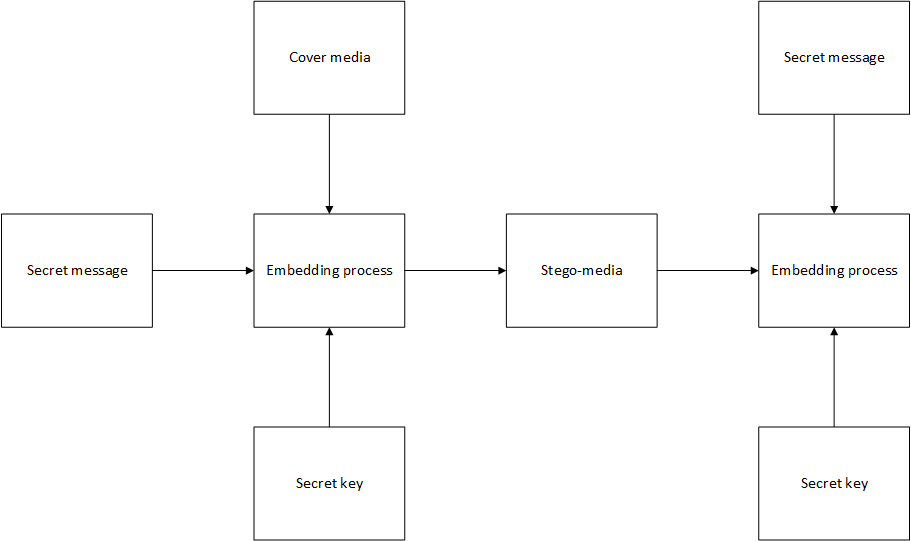 Cover media
Secret message
Secret message
Embedding process
Stego-media
Embedding process
Secret key
Secret key